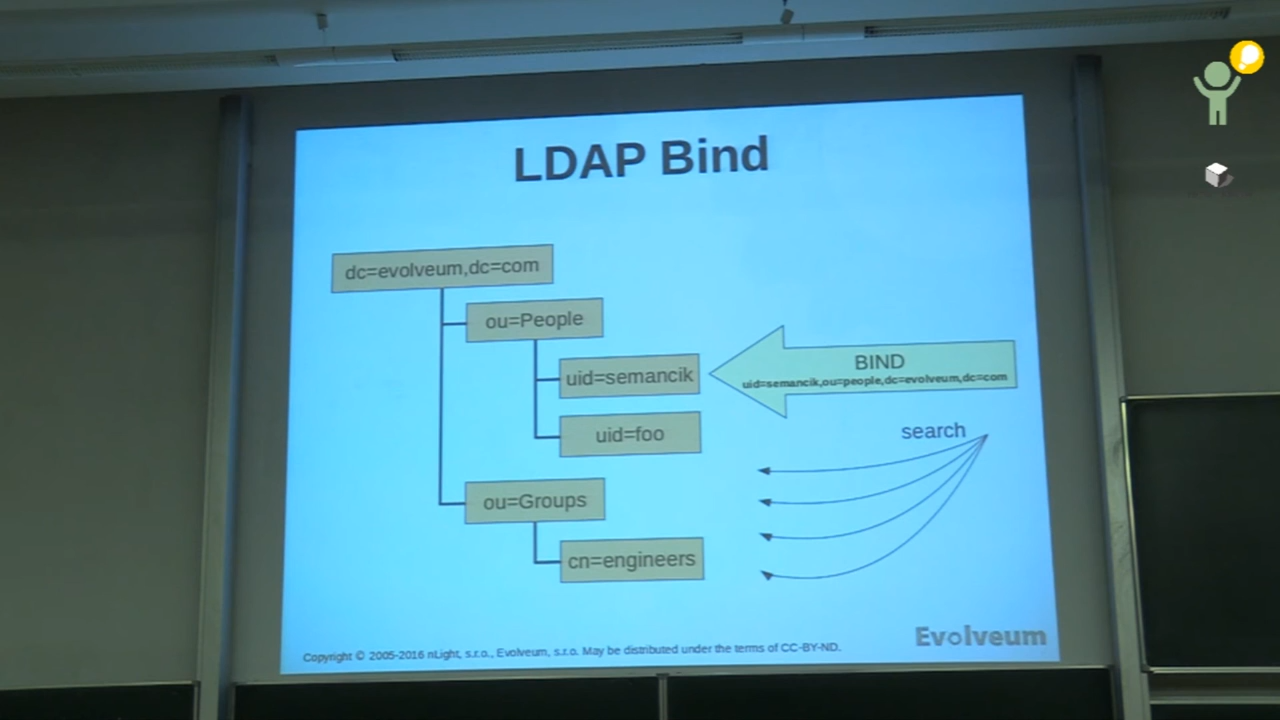 LDAP Bind
dc=evolveum,dc=com
ou=People
uid=semancik
BIND
uid=semancik,ou=people,dc=evolveum,dc=com
uid=foo
search
ou=Groups
cn=engineers
Evolveum
Copyright © 2005-2016 nLight, s.r.o., Evolveum, s.r.o. May be distributed under the terms of CC-BY-ND.